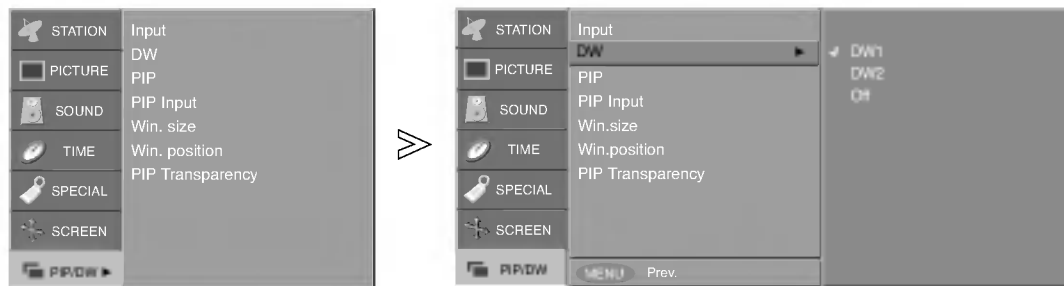 STATION
PICTURE
SOUND
TIME
SPECIAL
SCREEN
PIP/DW
Input
DW
PIP
PIP Input
Win. size
Win. position
PIP Transparency
STATION
PICTURE
SOUND
TIME
SPECIAL
SCREEN
PIP/DW
Input
DW
PIP
PIP Input
Win.size
Win.position
PIP Transparency
MENU Prev.
DW1
DW2
Off